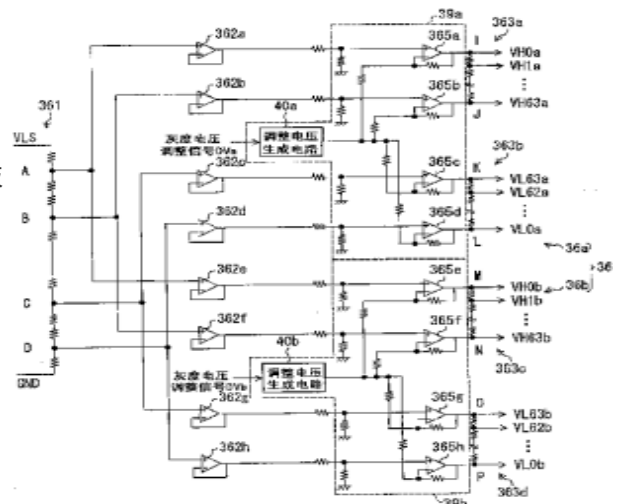 39a
363a
362a
365a
I
VH0a
VH1a
361
362b
365b
VH63a
40a
J
VLS
灰度电压
调整信号DVa
调整电压
生成电路
K
363b
A
362c
365c
VL63a
VL62a
B
362d
365d
VL0a
L
36a
362e
365e
M
VH0b
36b
36
VH1b
C
362f
365f
VH63b
D
40b
N
363c
灰度电压
调整信号DVb
调整电压
生成电路
GND
362g
365g
O
VL63b
VL62b
362h
365h
VL0b
P
363d
39b